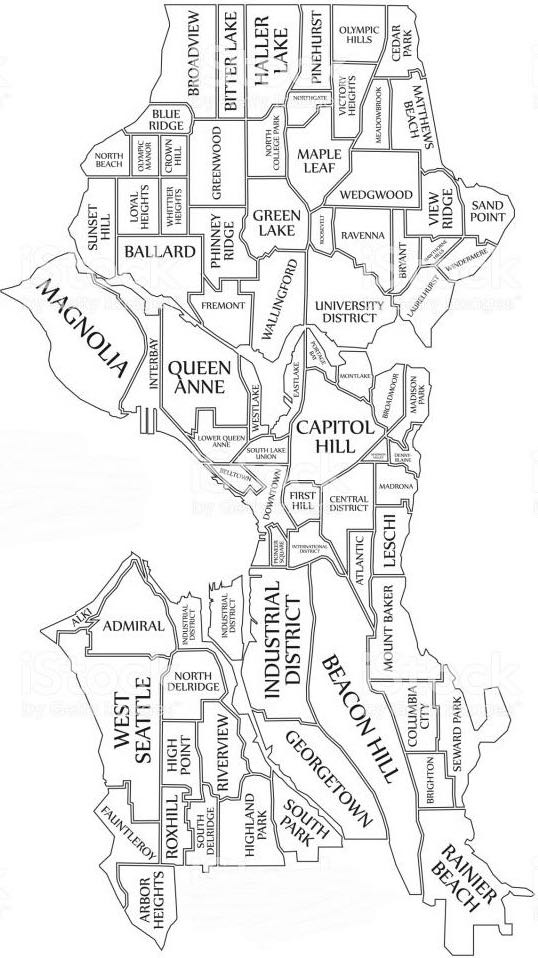 BROADVIEW
BITTER LAKE
HALLER
LAKE
PINEHURST
OLYMPIC
HILLS
CEDAR
PARK
NORTHGATE
VICTORY
HEIGHTS
MEADOWBROOK
MATTHEWS
BEACH
BLUE
RIDGE
NORTH
BEACH
OLYMPIC
MANOR
CROWN
HILL
GREENWOOD
NORTH
COLLEGE PARK
MAPLE
LEAF
WEDGWOOD
SUNSET
HILL
LOYAL
HEIGHTS
WHITTIER
HEIGHTS
PHINNEY
RIDGE
GREEN
LAKE
ROOSEVELT
RAVENNA
BRYANT
VIEW
RIDGE
SAND
POINT
HAWTHORNE
HILLS
WINDERMERE
LAURELHURST
BALLARD
MAGNOLIA
INTERBAY
FREMONT
WALLINGFORD
UNIVERSITY
DISTRICT
QUEEN
ANNE
WESTLAKE
EASTLAKE
PORTAGE
BAY
MONTLAKE
BROADMOOR
MADISON
PARK
LOWER QUEEN
ANNE
SOUTH LAKE
UNION
CAPITOL
HILL
DENNY-
BLAINE
BELLTOWN
DOWNTOWN
FIRST
HILL
CENTRAL
DISTRICT
MADRONA
PIONEER
SQUARE
INTERNATIONAL
DISTRICT
ATLANTIC
LESCHI
ALKI
ADMIRAL
INDUSTRIAL
DISTRICT
INDUSTRIAL
DISTRICT
INDUSTRIAL
DISTRICT
BEACON HILL
MOUNT BAKER
WEST
SEATTLE
NORTH
DELRIDGE
HIGH
POINT
RIVERVIEW
GEORGETOWN
COLUMBIA
CITY
SEWARD PARK
BRIGHTON
FAUNTLEROY
ROXHILL
SOUTH
DELRIDGE
HIGHLAND
PARK
SOUTH
PARK
ARBOR
HEIGHTS
RAINIER
BEACH